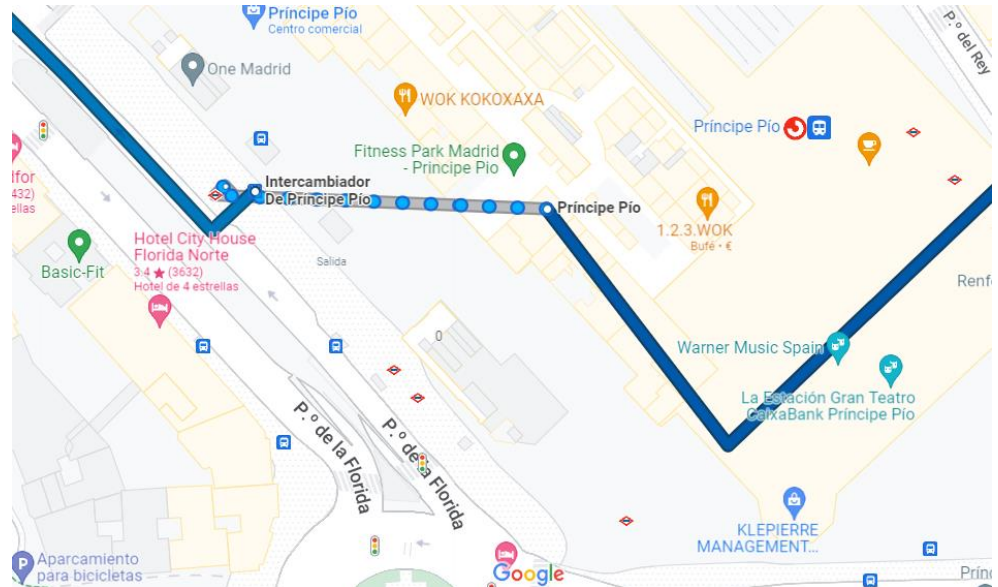 Príncipe Pío
Centro comercial
P.º del Rey
One Madrid
WOK KOKOXAXA
Príncipe Pío
Fitness Park Madrid
- Principe Pio
dfor
432)
ellas
Intercambiador
De Príncipe Pío
Príncipe Pío
1.2.3.WOK
Bufé • €
Hotel City House
Florida Norte
3.4 ★ (3632)
Hotel de 4 estrellas
Basic-Fit
Salida
Renfe
0
Warner Music Spain
La Estación Gran Teatro
CaixaBank Príncipe Pío
P.º de la Florida
P.º de la Florida
KLEPIERRE
MANAGEMENT...
P
Aparcamiento
para bicicletas
Google
Prínc